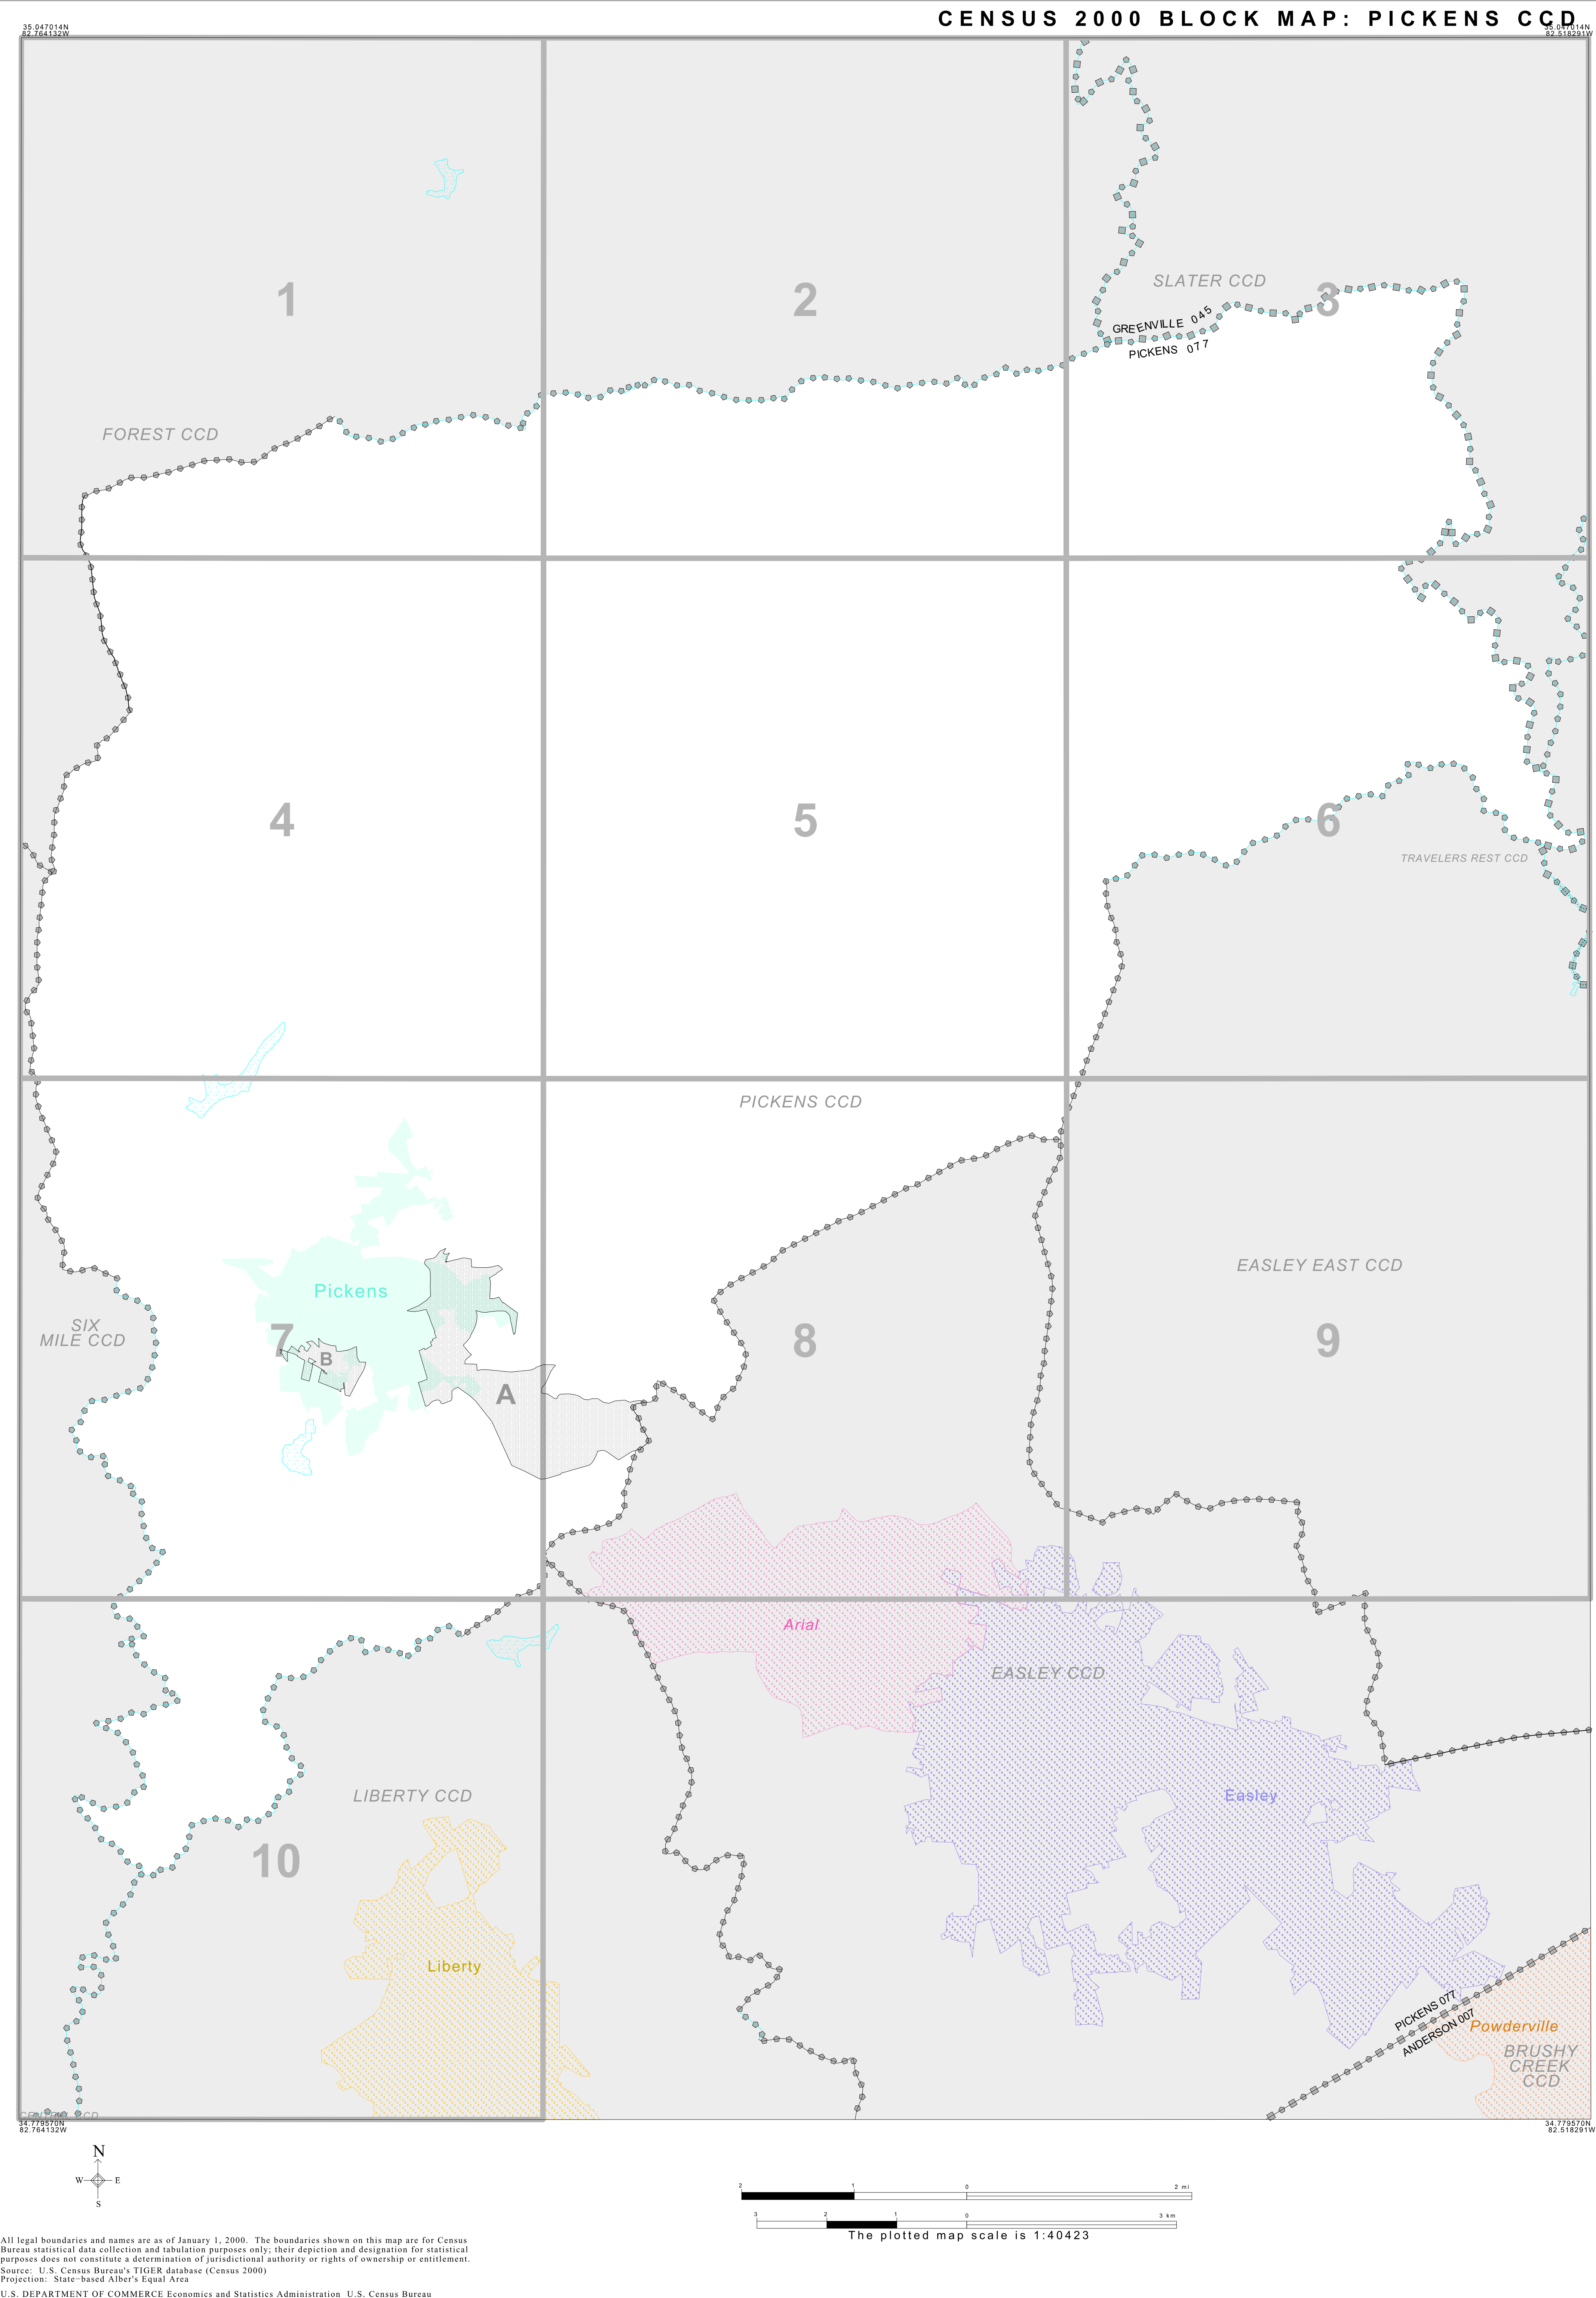 CENSUS 2000 BLOCK MAP: PICKENS CCD
35.047014N
82.764132W
35.047014N
82.518291W
1
2
3
SLATER CCD
GREENVILLE 045
PICKENS 077
FOREST CCD
4
5
6
TRAVELERS REST CCD
PICKENS CCD
EASLEY EAST CCD
Pickens
SIX
MILE CCD
7
8
9
B
A
Arial
EASLEY CCD
LIBERTY CCD
Easley
10
Liberty
PICKENS 077
ANDERSON 007
Powderville
BRUSHY
CREEK
CCD
34.779570N
82.764132W
34.779570N
82.518291W
N
W E
S
2 1 0 2 mi
3 2 1 0 3 km
The plotted map scale is 1:40423
All legal boundaries and names are as of January 1, 2000. The boundaries shown on this map are for Census
Bureau statistical data collection and tabulation purposes only; their depiction and designation for statistical
purposes does not constitute a determination of jurisdictional authority or rights of ownership or entitlement.
Source: U.S. Census Bureau's TIGER database (Census 2000)
Projection: State-based Alber's Equal Area
U.S. DEPARTMENT OF COMMERCE Economics and Statistics Administration U.S. Census Bureau